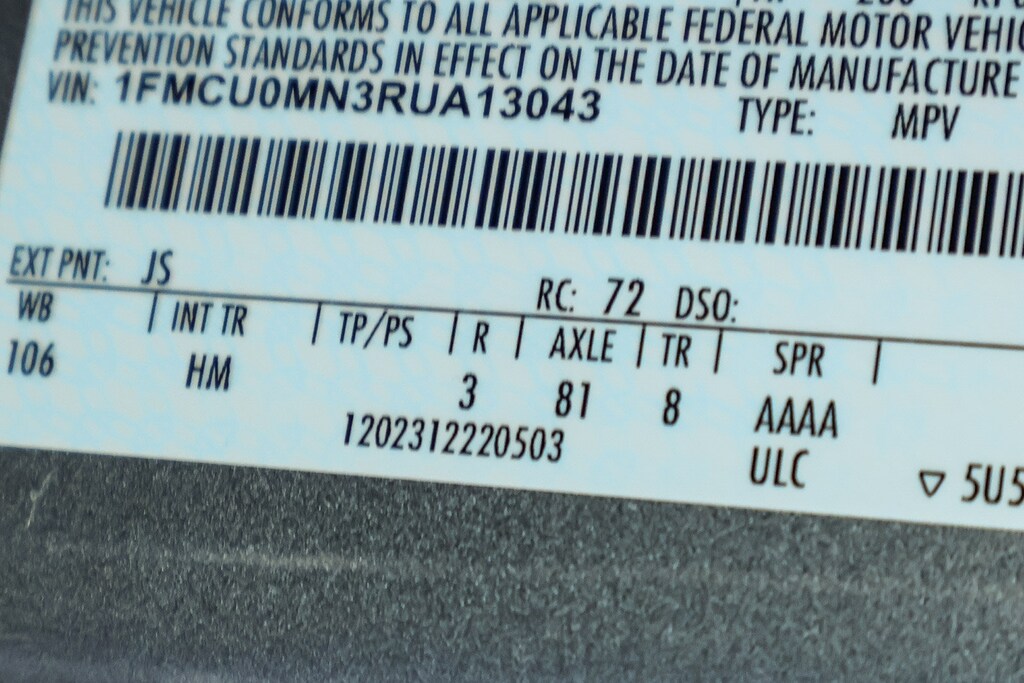 THIS VEHICLE CONFORMS TO ALL APPLICABLE FEDERAL MOTOR
PREVENTION STANDARDS IN EFFECT ON THE DATE OF MANUFACTURE
VIN: 1FMCU0MN3RUA13043 TYPE: MPV
EXT PNT: JS RC: 72 DSO:
WB | INT TR | TP/PS | R | AXLE | TR | SPR |
106 HM 3 81 8 AAAA
1202312220503 ULC ▽ 5U5